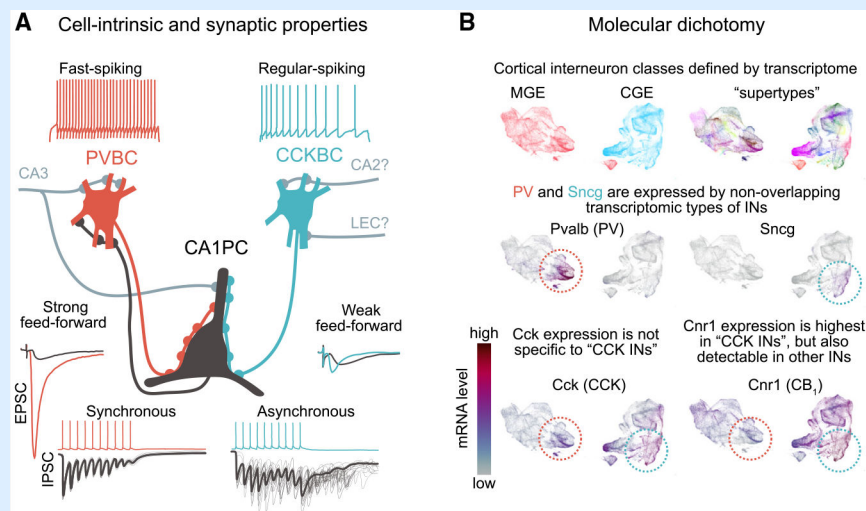 A
Cell-intrinsic and synaptic properties
Fast-spiking
Regular-spiking
PVBC
CCKBC
CA3
CA2?
LEC?
CA1PC
Strong
feed-forward
Weak
feed-forward
EPSC
Synchronous
Asynchronous
IPSC
B
Molecular dichotomy
Cortical interneuron classes defined by transcriptome
MGE
CGE
“supertypes”
PV and Sncg are expressed by non-overlapping
transcriptomic types of INs
Pvalb (PV)
Sncg
high
mRNA level
low
Cck expression is not
specific to “CCK INs”
Cnr1 expression is highest
in “CCK INs”, but also
detectable in other INs
Cck (CCK)
Cnr1 (CB1)